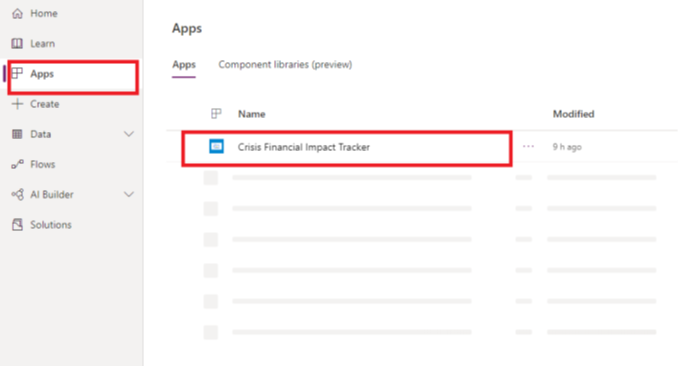 Home
Learn
Apps
Create
Data
Flows
AI Builder
Solutions
Apps
Apps Component libraries (preview)
Name Modified
Crisis Financial Impact Tracker ... 9 h ago